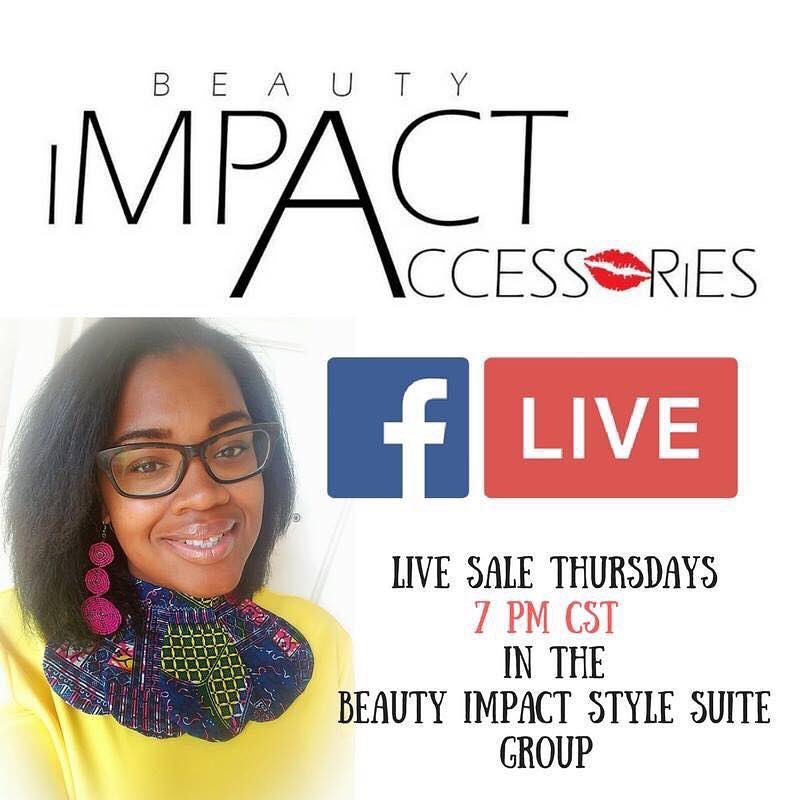 BEAUTY
iMPACT
ACCESSORiES
f LIVE
LIVE SALE THURSDAYS
7 PM CST
IN THE
BEAUTY IMPACT STYLE SUITE
GROUP